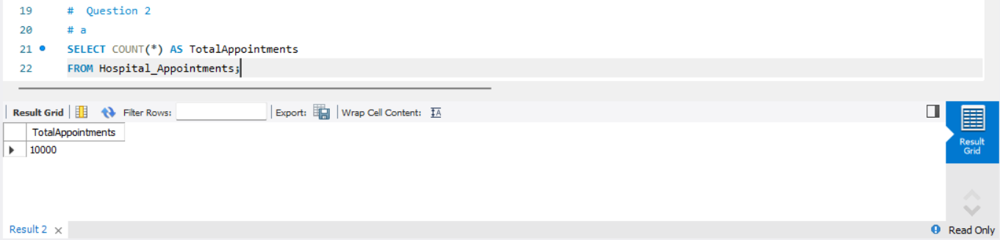 19 # Question 2
20 # a
21 SELECT COUNT(*) AS TotalAppointments
22 FROM Hospital_Appointments;
Result Grid Filter Rows: Export: Wrap Cell Content: IA
TotalAppointments
10000
Result
Grid
Result 2 ×
Read Only